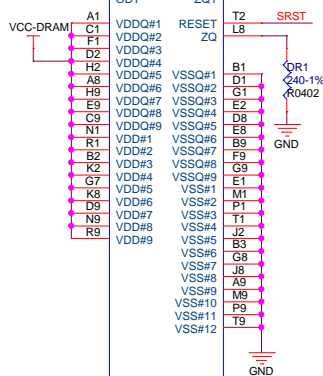 A1 VDDQ#1 RESET T2 SRST
VCC-DRAM C1 VDDQ#2 ZQ L8
F1 VDDQ#3
D2 VDDQ#4
H2 VDDQ#5 VSSQ#1 B1
A8 VDDQ#6 VSSQ#2 D1
H9 VDDQ#7 VSSQ#3 G1
E9 VDDQ#8 VSSQ#4 E2
C9 VDDQ#9 VSSQ#5 D8
N1 VDD#1 VSSQ#6 E8
R1 VDD#2 VSSQ#7 B9
B2 VDD#3 VSSQ#8 F9
K2 VDD#4 VSSQ#9 G9
G7 VDD#5 VSS#1 E1
K8 VDD#6 VSS#2 M1
D9 VDD#7 VSS#3 P1
N9 VDD#8 VSS#4 T1
R9 VDD#9 VSS#5 J2
VSS#6 B3
VSS#7 G8
VSS#8 J8
VSS#9 A9
VSS#10 M9
VSS#11 P9
VSS#12 T9
DR1
240-1%
R0402
GND
GND